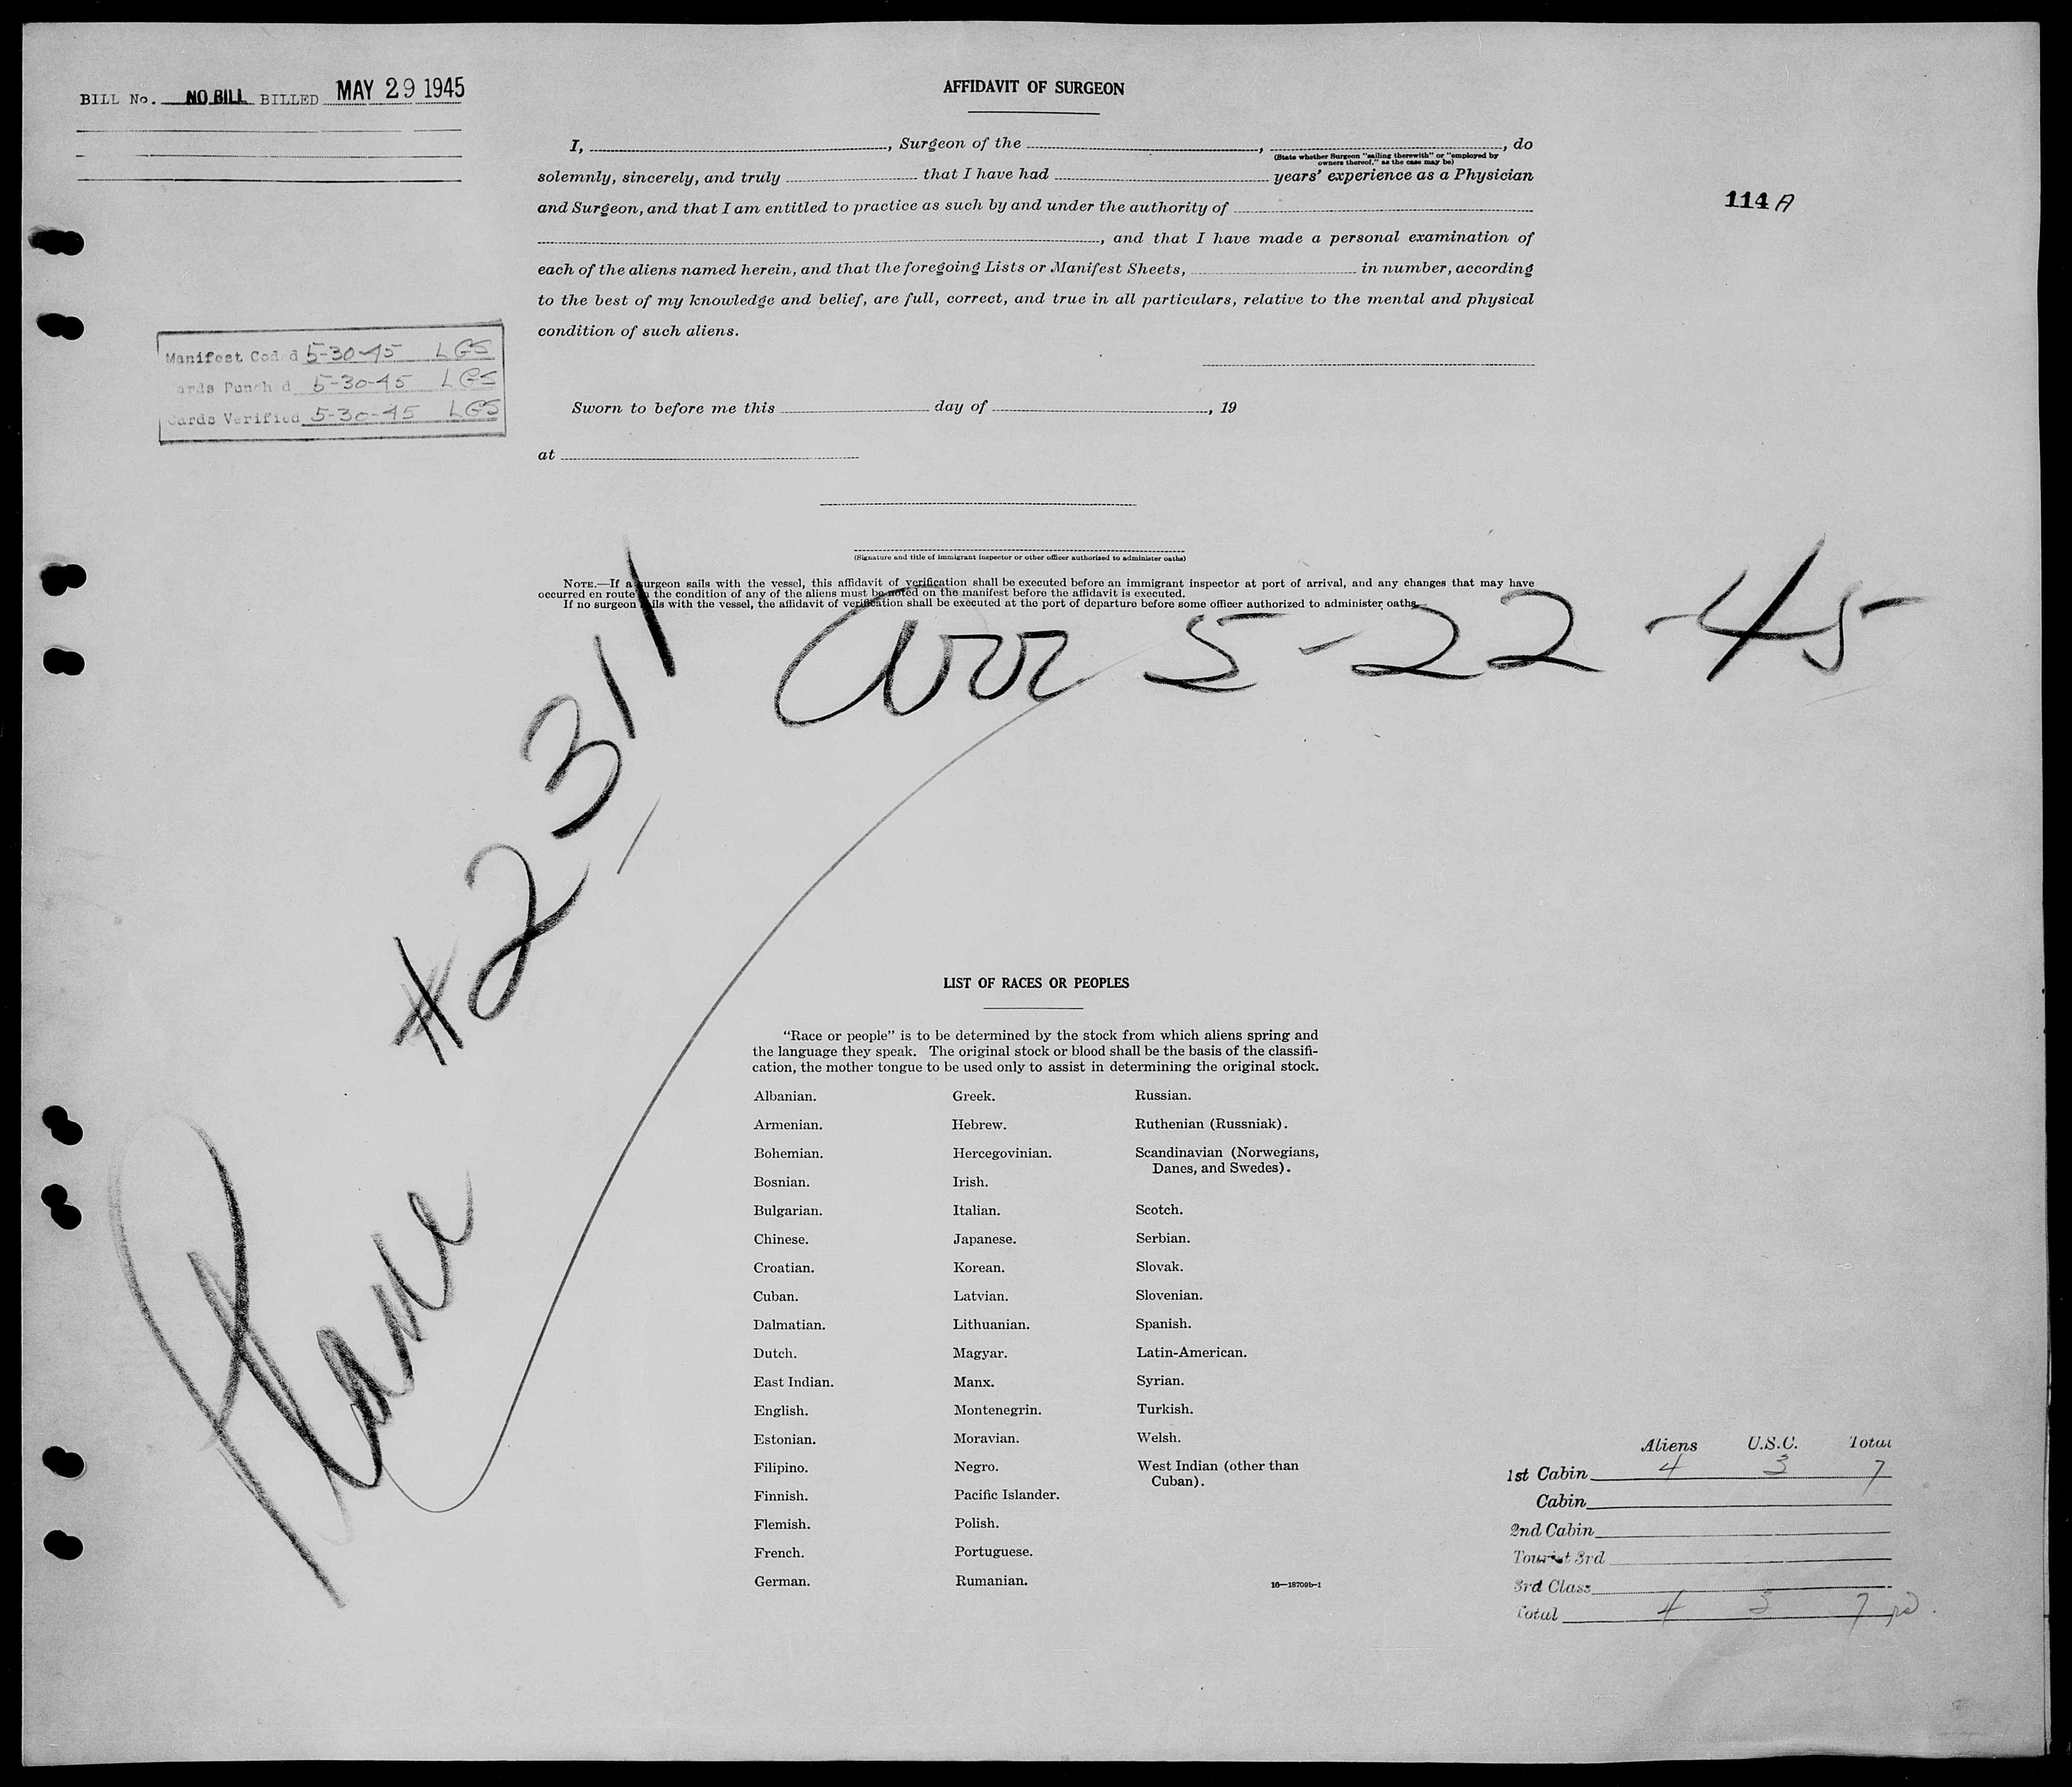 BILL No. NO BILL BILLED MAY 29 1945
AFFIDAVIT OF SURGEON
I, , Surgeon of the , , do
(State whether Surgeon "sailing therewith" or "employed by
owners thereof," as the case may be)
solemnly, sincerely, and truly that I have had years' experience as a Physician
and Surgeon, and that I am entitled to practice as such by and under the authority of
, and that I have made a personal examination of
each of the aliens named herein, and that the foregoing Lists or Manifest Sheets, in number, according
to the best of my knowledge and belief, are full, correct, and true in all particulars, relative to the mental and physical
condition of such aliens.
114 A
Manifest Coded 5-30-45 LGS
Cards Punched 5-30-45 LGS
Cards Verified 5-30-45 LGS
Sworn to before me this day of , 19
at
(Signature and title of immigrant inspector or other officer authorized to administer oaths)
NOTE.—If a surgeon sails with the vessel, this affidavit of verification shall be executed before an immigrant inspector at port of arrival, and any changes that may have
occurred en route in the condition of any of the aliens must be noted on the manifest before the affidavit is executed.
If no surgeon sails with the vessel, the affidavit of verification shall be executed at the port of departure before some officer authorized to administer oaths.
Arr 5-22-45
Plane #2311
LIST OF RACES OR PEOPLES
"Race or people" is to be determined by the stock from which aliens spring and
the language they speak. The original stock or blood shall be the basis of the classifi-
cation, the mother tongue to be used only to assist in determining the original stock.
Albanian.
Armenian.
Bohemian.
Bosnian.
Bulgarian.
Chinese.
Croatian.
Cuban.
Dalmatian.
Dutch.
East Indian.
English.
Estonian.
Filipino.
Finnish.
Flemish.
French.
German.
Greek.
Hebrew.
Hercegovinian.
Irish.
Italian.
Japanese.
Korean.
Latvian.
Lithuanian.
Magyar.
Manx.
Montenegrin.
Moravian.
Negro.
Pacific Islander.
Polish.
Portuguese.
Rumanian.
Russian.
Ruthenian (Russniak).
Scandinavian (Norwegians,
Danes, and Swedes).
Scotch.
Serbian.
Slovak.
Slovenian.
Spanish.
Latin-American.
Syrian.
Turkish.
Welsh.
West Indian (other than
Cuban).
16—18709b-1
Aliens U.S.C. Total
1st Cabin 4 3 7
Cabin
2nd Cabin
Tourist 3rd
3rd Class
Total 4 3 7